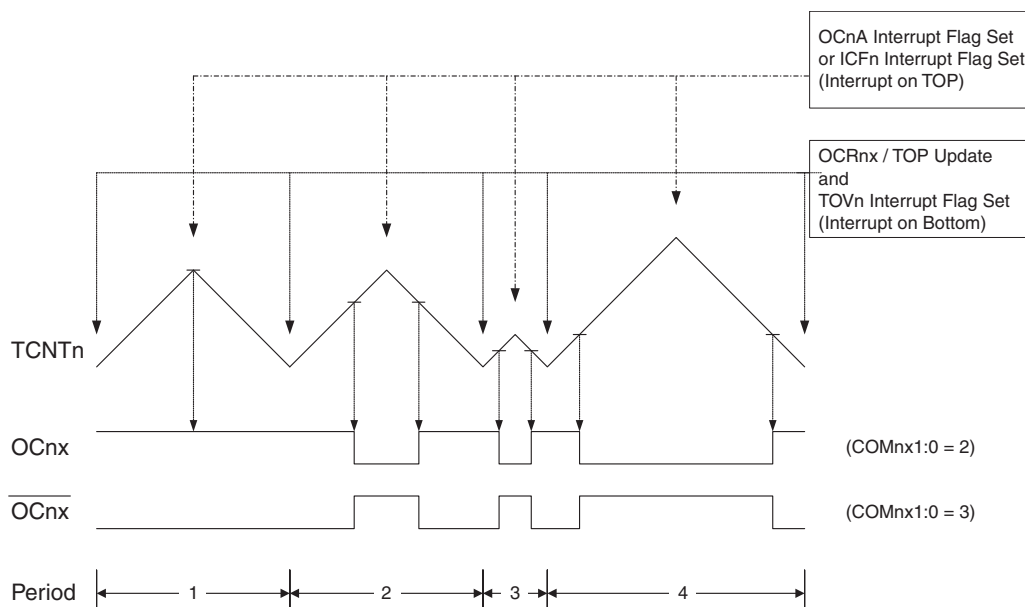 OCnA Interrupt Flag Set
or ICFn Interrupt Flag Set
(Interrupt on TOP)
OCRnx / TOP Update
and
TOVn Interrupt Flag Set
(Interrupt on Bottom)
TCNTn
OCnx
(COMnx1:0 = 2)
OCnx
(COMnx1:0 = 3)
Period
1
2
3
4